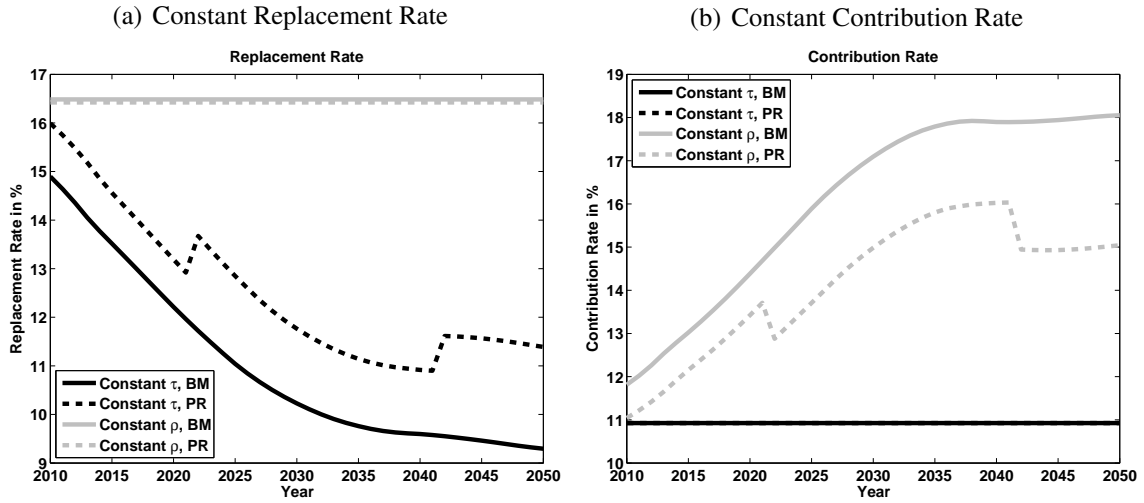 (a) Constant Replacement Rate
Replacement Rate
17
16
15
14
13
12
11
10
9
Replacement Rate in %
Constant τ, BM
Constant τ, PR
Constant ρ, BM
Constant ρ, PR
2010 2015 2020 2025 2030 2035 2040 2045 2050
Year
(b) Constant Contribution Rate
Contribution Rate
19
18
17
16
15
14
13
12
11
10
Contribution Rate in %
Constant τ, BM
Constant τ, PR
Constant ρ, BM
Constant ρ, PR
2010 2015 2020 2025 2030 2035 2040 2045 2050
Year